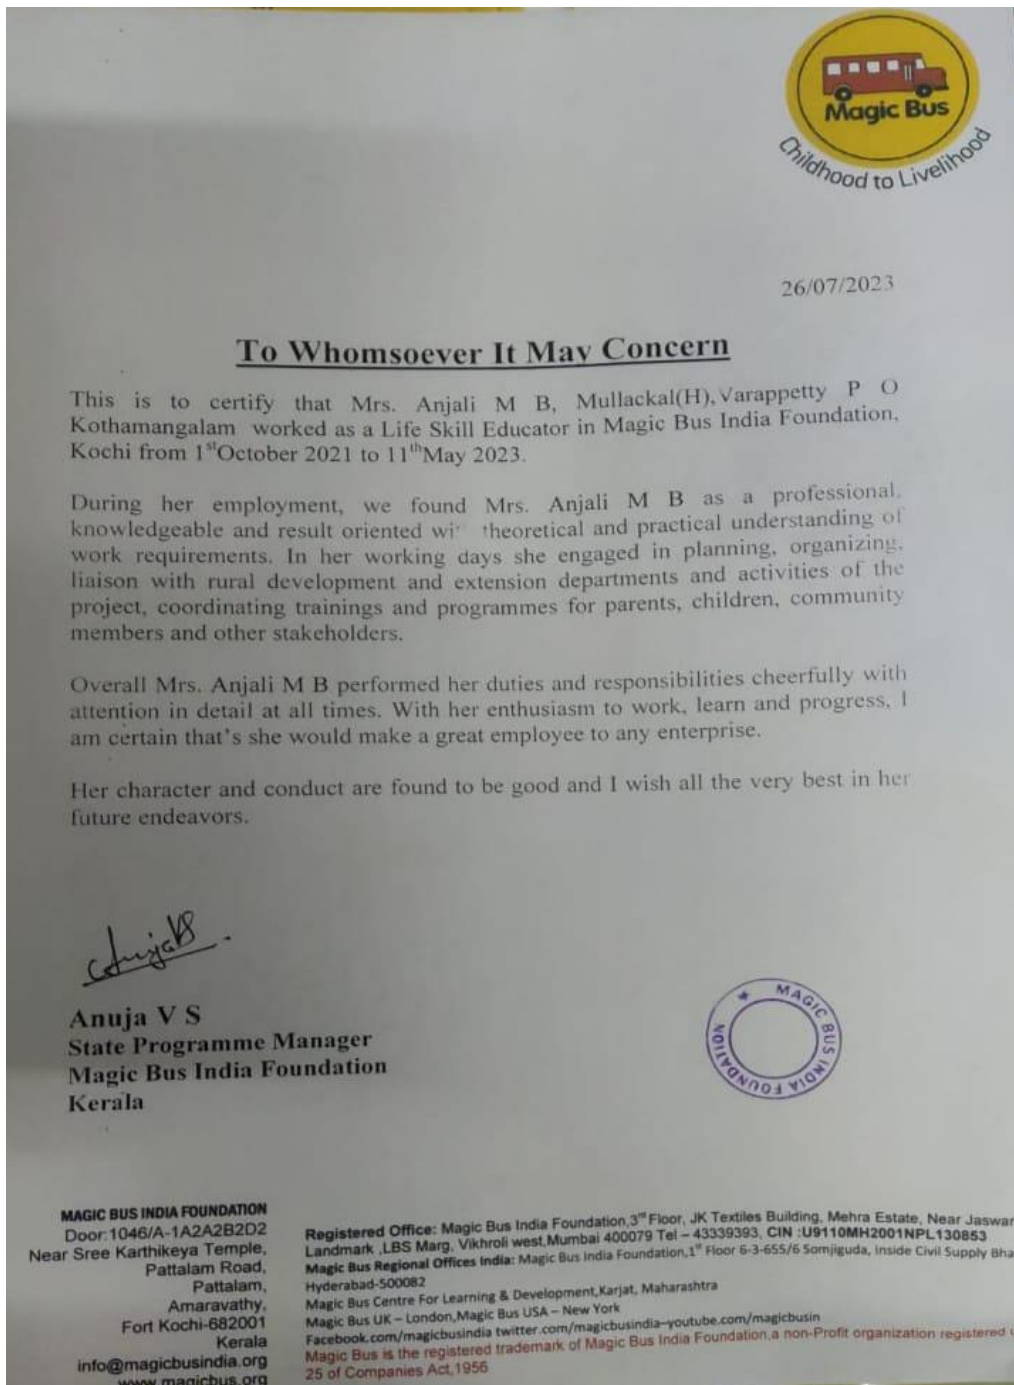 Magic Bus
Childhood to Livelihood
26/07/2023
To Whomsoever It May Concern
This is to certify that Mrs. Anjali M B, Mullackal(H),Varappetty P O
Kothamangalam worked as a Life Skill Educator in Magic Bus India Foundation,
Kochi from 1st October 2021 to 11th May 2023.
During her employment, we found Mrs. Anjali M B as a professional,
knowledgeable and result oriented wi theoretical and practical understanding of
work requirements. In her working days she engaged in planning, organizing,
liaison with rural development and extension departments and activities of the
project, coordinating trainings and programmes for parents, children, community
members and other stakeholders.
Overall Mrs. Anjali M B performed her duties and responsibilities cheerfully with
attention in detail at all times. With her enthusiasm to work, learn and progress, I
am certain that's she would make a great employee to any enterprise.
Her character and conduct are found to be good and I wish all the very best in her
future endeavors.
AnujaVS
Anuja V S
State Programme Manager
Magic Bus India Foundation
Kerala
MAGIC BUS INDIA FOUNDATION
MAGIC BUS INDIA FOUNDATION
Door:1046/A-1A2A2B2D2
Near Sree Karthikeya Temple,
Pattalam Road,
Pattalam,
Amaravathy,
Fort Kochi-682001
Kerala
info@magicbusindia.org
www.magicbus.org
Registered Office: Magic Bus India Foundation,3rd Floor, JK Textiles Building, Mehra Estate, Near Jaswan
Landmark ,LBS Marg, Vikhroli west,Mumbai 400079 Tel – 43339393, CIN :U9110MH2001NPL130853
Magic Bus Regional Offices India: Magic Bus India Foundation,1st Floor 6-3-655/6 Somjiguda, Inside Civil Supply Bha
Hyderabad-500082
Magic Bus Centre For Learning & Development,Karjat, Maharashtra
Magic Bus UK – London,Magic Bus USA – New York
Facebook.com/magicbusindia twitter.com/magicbusindia–youtube.com/magicbusin
Magic Bus is the registered trademark of Magic Bus India Foundation,a non-Profit organization registered
25 of Companies Act,1956